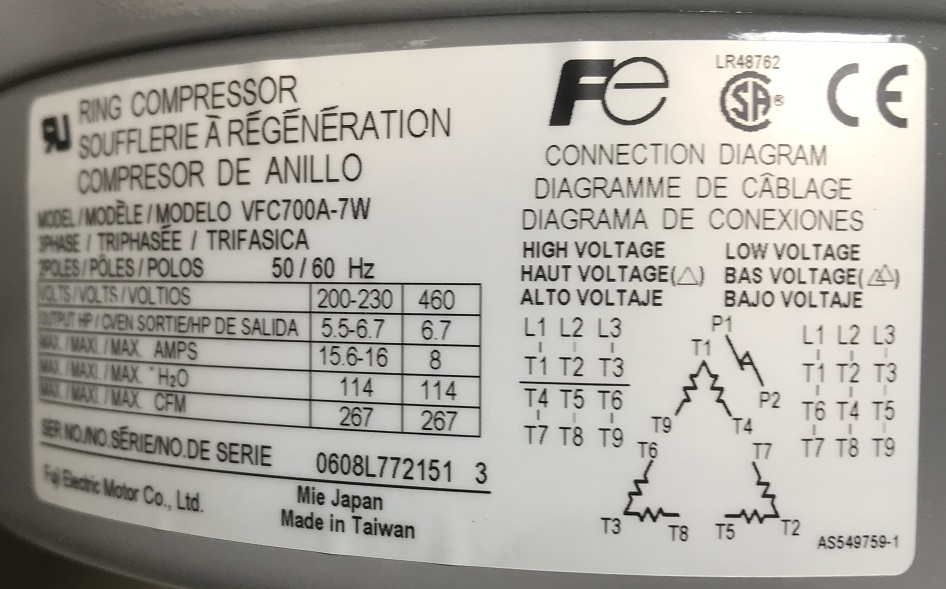 RU
RING COMPRESSOR
SOUFFLERIE À RÉGÉNÉRATION
COMPRESOR DE ANILLO
MODEL/MODÈLE/MODELO VFC700A-7W
3PHASE / TRIPHASÉE / TRIFASICA
2POLES/PÔLES/POLOS 50/60 Hz
VOLTS/VOLTS/VOLTIOS 200-230 460
OUTPUT HP/OVEN SORTIE/HP DE SALIDA 5.5-6.7 6.7
MAX./MAXI./MAX. AMPS 15.6-16 8
MAX./MAXI./MAX. "H₂O 114 114
MAX./MAXI./MAX. CFM 267 267
SER.NO./NO.SÉRIE/NO.DE SERIE 0608L772151 3
Fuji Electric Motor Co., Ltd.
Mie Japan
Made in Taiwan
Fe
LR48762
SA®
CE
CONNECTION DIAGRAM
DIAGRAMME DE CÂBLAGE
DIAGRAMA DE CONEXIONES
HIGH VOLTAGE
HAUT VOLTAGE(△)
ALTO VOLTAJE
LOW VOLTAGE
BAS VOLTAGE(△△)
BAJO VOLTAJE
L1 L2 L3
T1 T2 T3
T4 T5 T6
T7 T8 T9
P1
P2
T1
T9 T4
T6 T7
T3 T8 T5 T2
L1 L2 L3
T1 T2 T3
T6 T4 T5
T7 T8 T9
AS549759-1